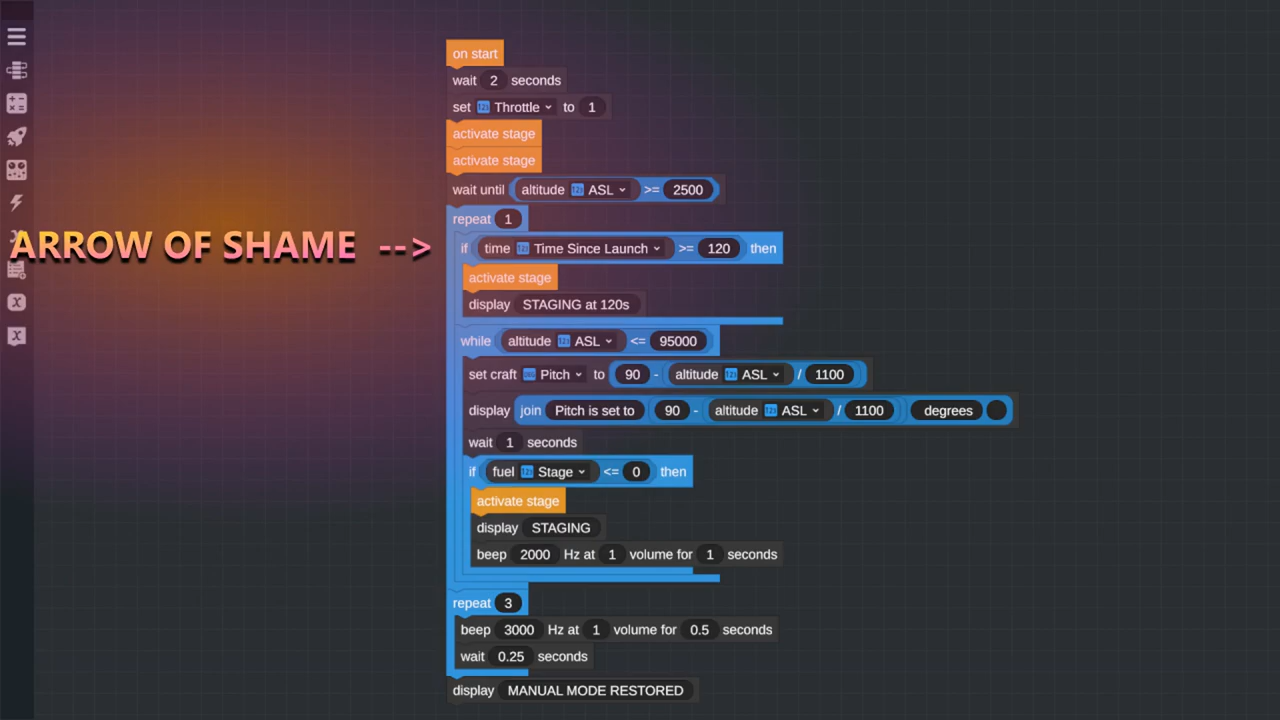 on start
wait 2 seconds
set Throttle to 1
activate stage
activate stage
wait until altitude ASL >= 2500
repeat 1
ARROW OF SHAME -->
if time Time Since Launch >= 120 then
activate stage
display STAGING at 120s
while altitude ASL <= 95000
set craft Pitch to 90 - altitude ASL / 1100
display join Pitch is set to 90 - altitude ASL / 1100 degrees
wait 1 seconds
if fuel Stage <= 0 then
activate stage
display STAGING
beep 2000 Hz at 1 volume for 1 seconds
repeat 3
beep 3000 Hz at 1 volume for 0.5 seconds
wait 0.25 seconds
display MANUAL MODE RESTORED